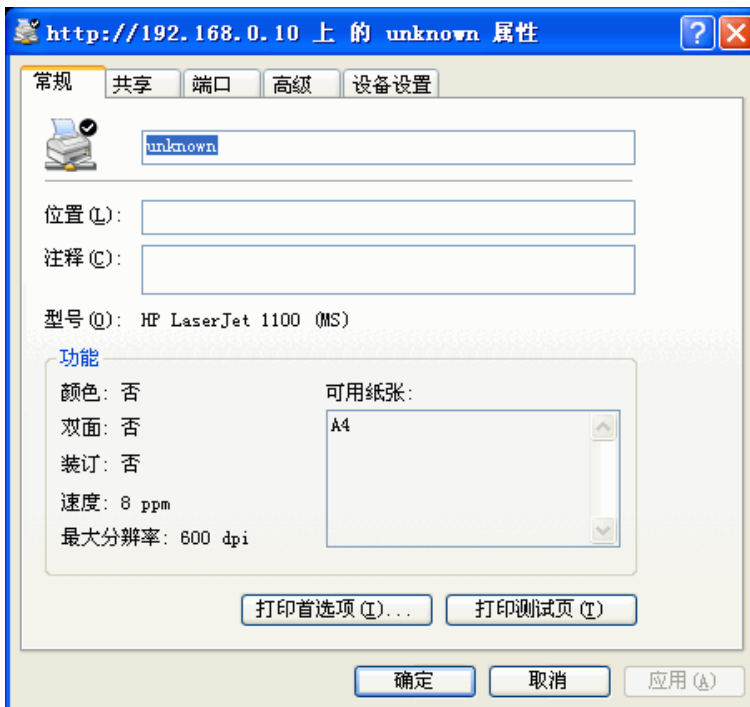 http://192.168.0.10 上 的 unknown 属性
常规 共享 端口 高级 设备设置
unknown
位置(L):
注释(C):
型号(O): HP LaserJet 1100 (MS)
功能
颜色: 否 可用纸张:
双面: 否 A4
装订: 否
速度: 8 ppm
最大分辨率: 600 dpi
打印首选项(I)... 打印测试页(T)
确定 取消 应用(A)